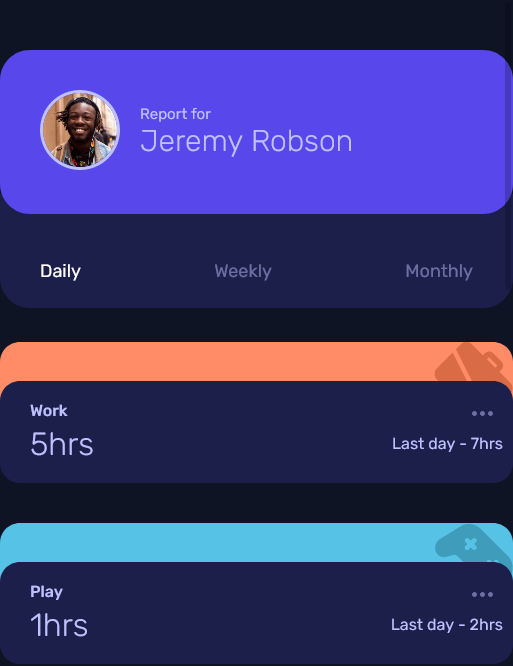 Report for
Jeremy Robson
Daily Weekly Monthly
Work
5hrs
Last day - 7hrs
Play
1hrs
Last day - 2hrs